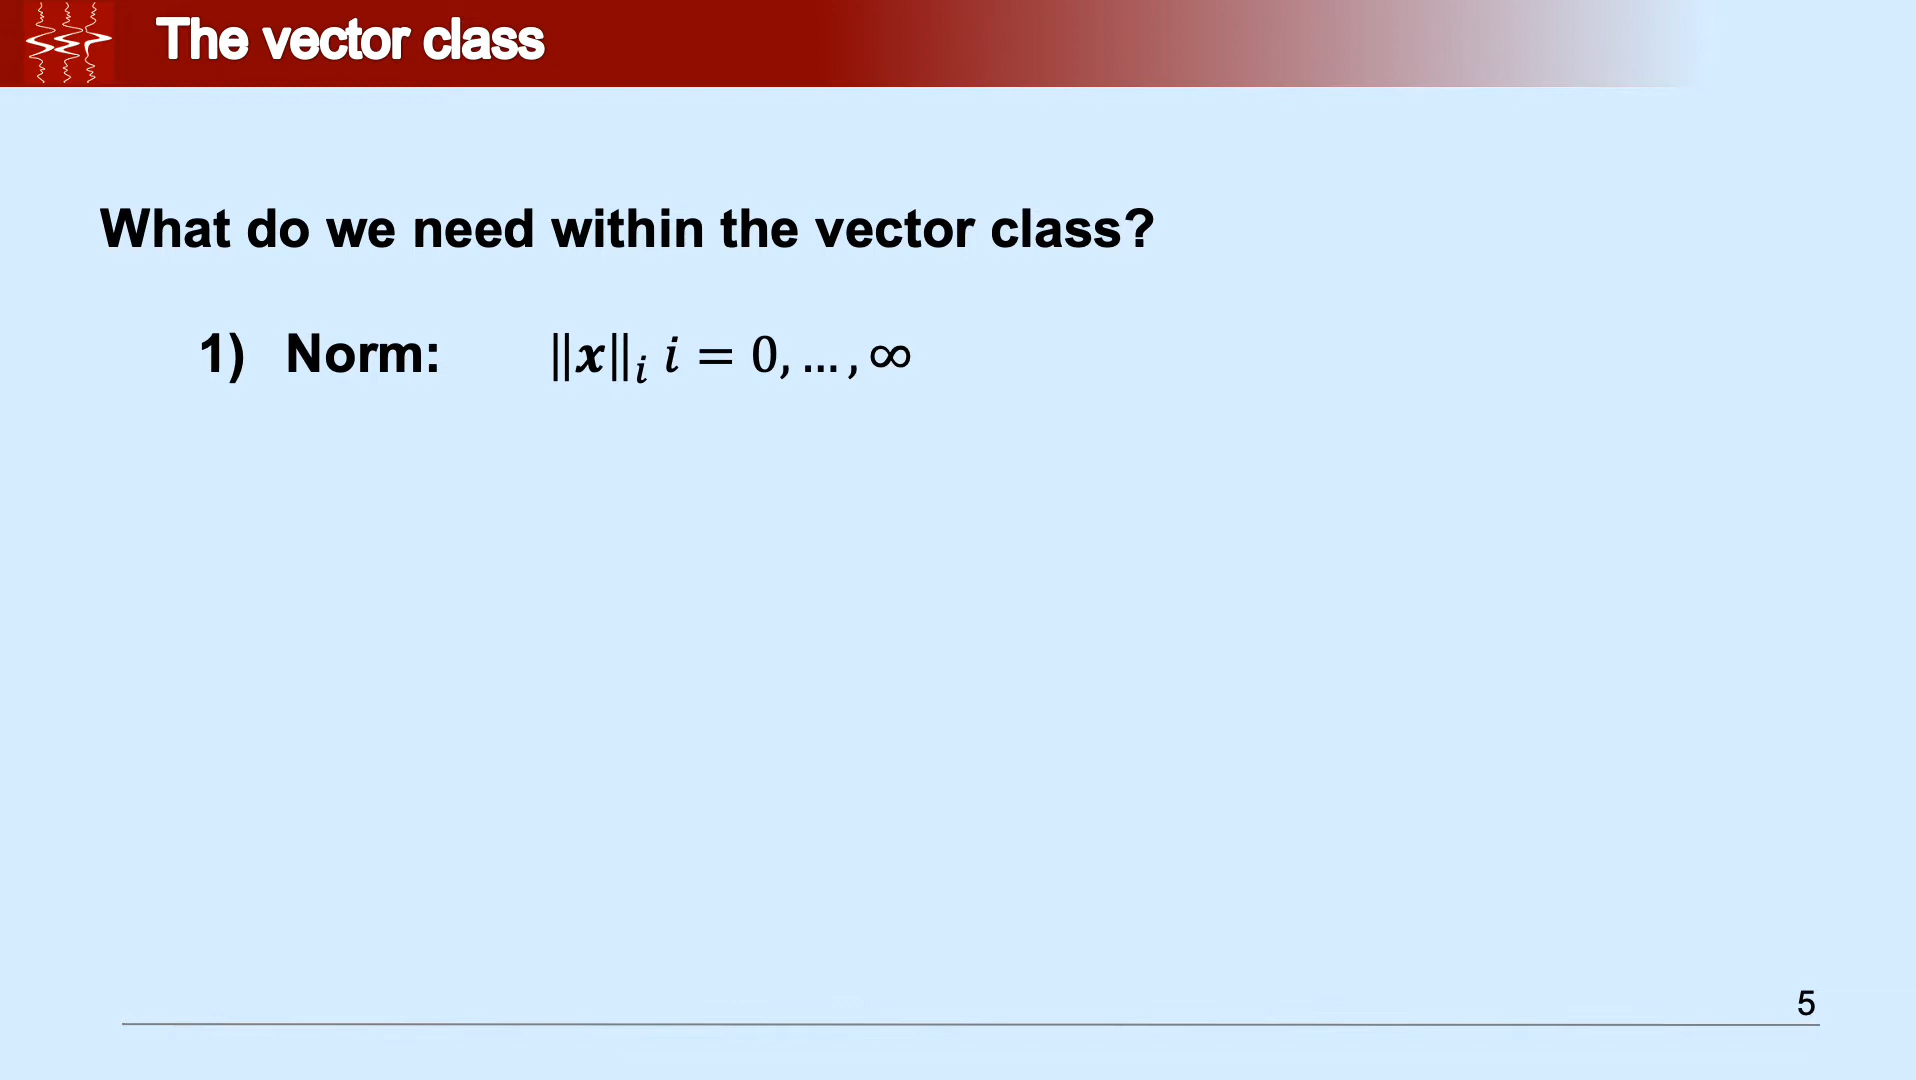 The vector class
What do we need within the vector class?
1) Norm: ‖𝒙‖ᵢ 𝑖 = 0, … , ∞
5